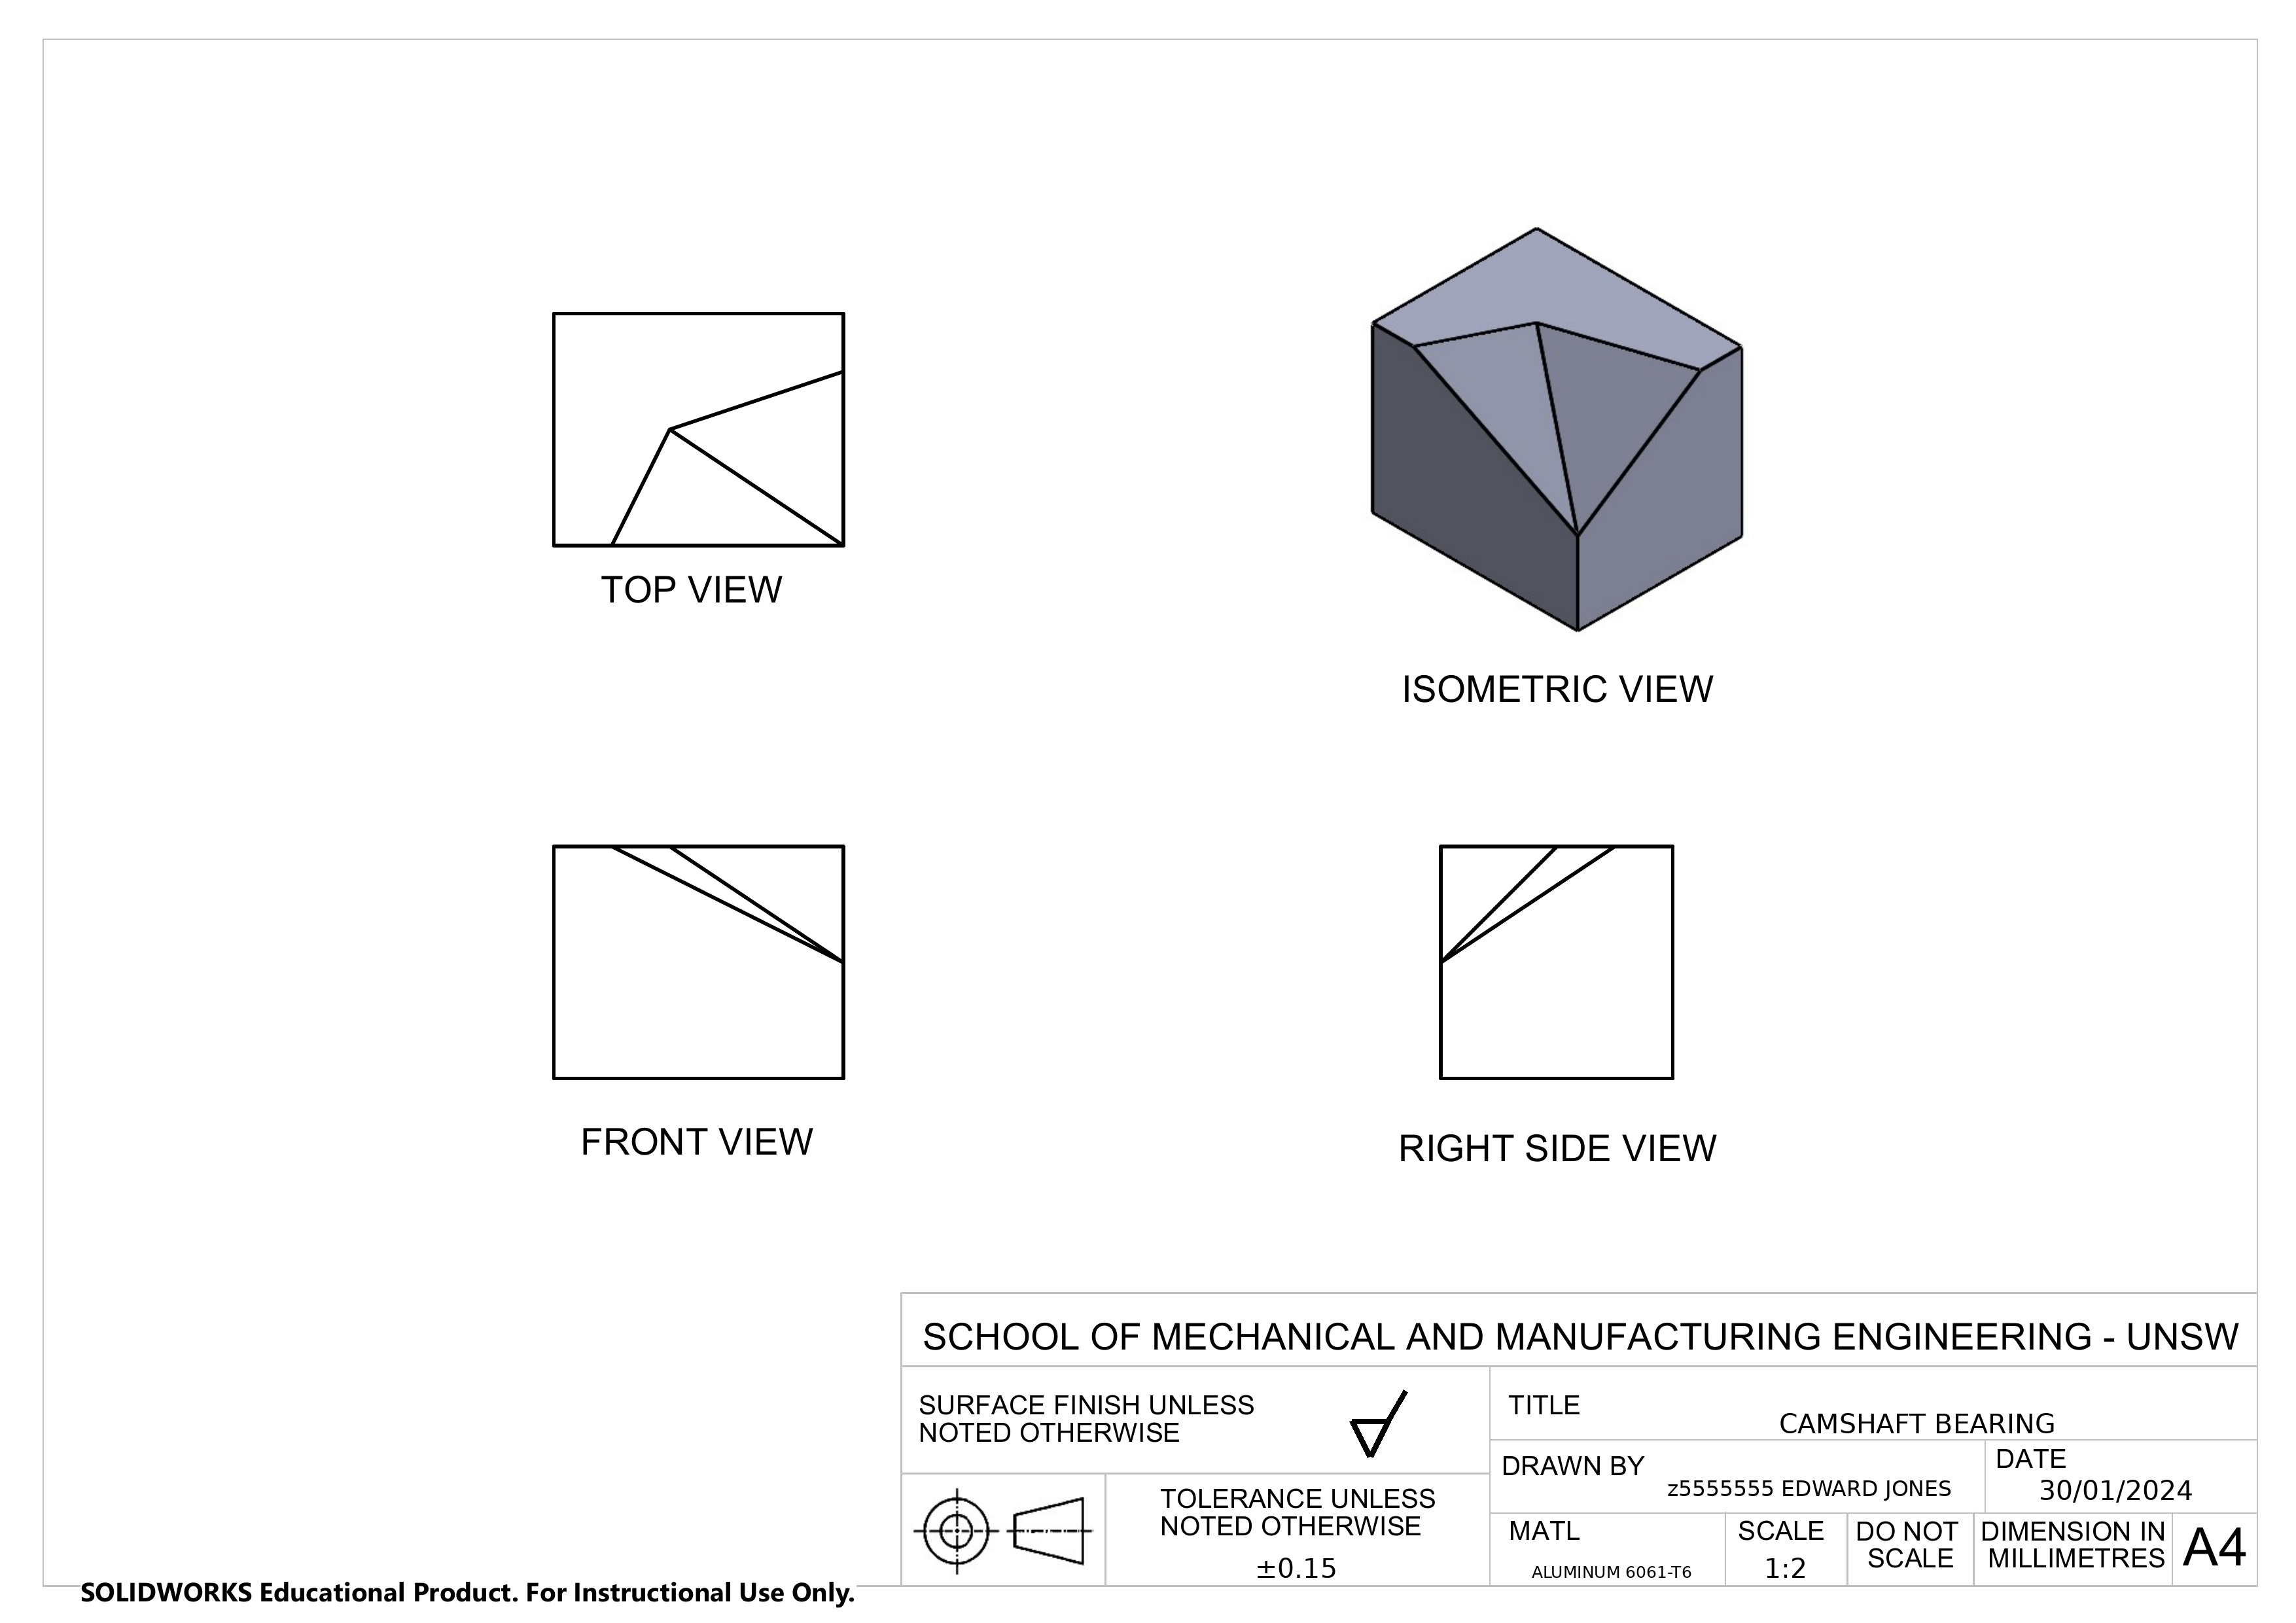 TOP VIEW
ISOMETRIC VIEW
FRONT VIEW
RIGHT SIDE VIEW
SCHOOL OF MECHANICAL AND MANUFACTURING ENGINEERING - UNSW
SURFACE FINISH UNLESS
NOTED OTHERWISE
TITLE
CAMSHAFT BEARING
DRAWN BY
z5555555 EDWARD JONES
DATE
30/01/2024
TOLERANCE UNLESS
NOTED OTHERWISE
±0.15
MATL
ALUMINUM 6061-T6
SCALE
1:2
DO NOT
SCALE
DIMENSION IN
MILLIMETRES
A4
SOLIDWORKS Educational Product. For Instructional Use Only.